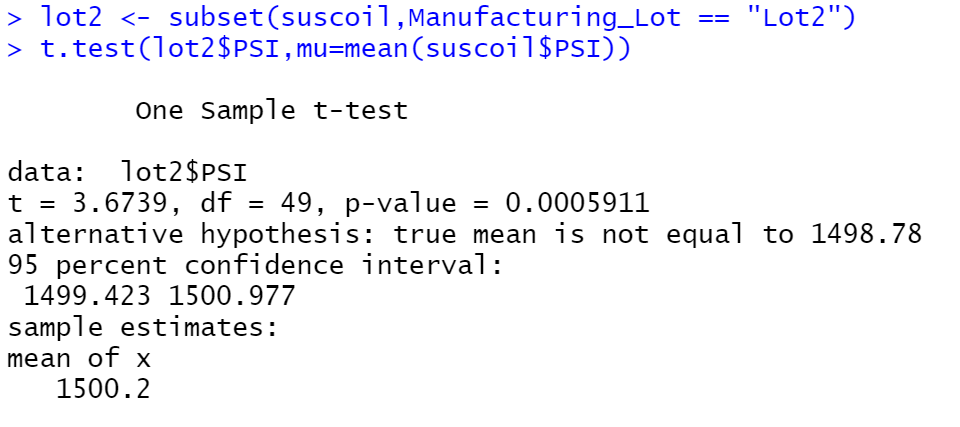 > lot2 <- subset(suscoil,Manufacturing_Lot == "Lot2")
> t.test(lot2$PSI,mu=mean(suscoil$PSI))
One Sample t-test
data:  lot2$PSI
t = 3.6739, df = 49, p-value = 0.0005911
alternative hypothesis: true mean is not equal to 1498.78
95 percent confidence interval:
 1499.423 1500.977
sample estimates:
mean of x
   1500.2